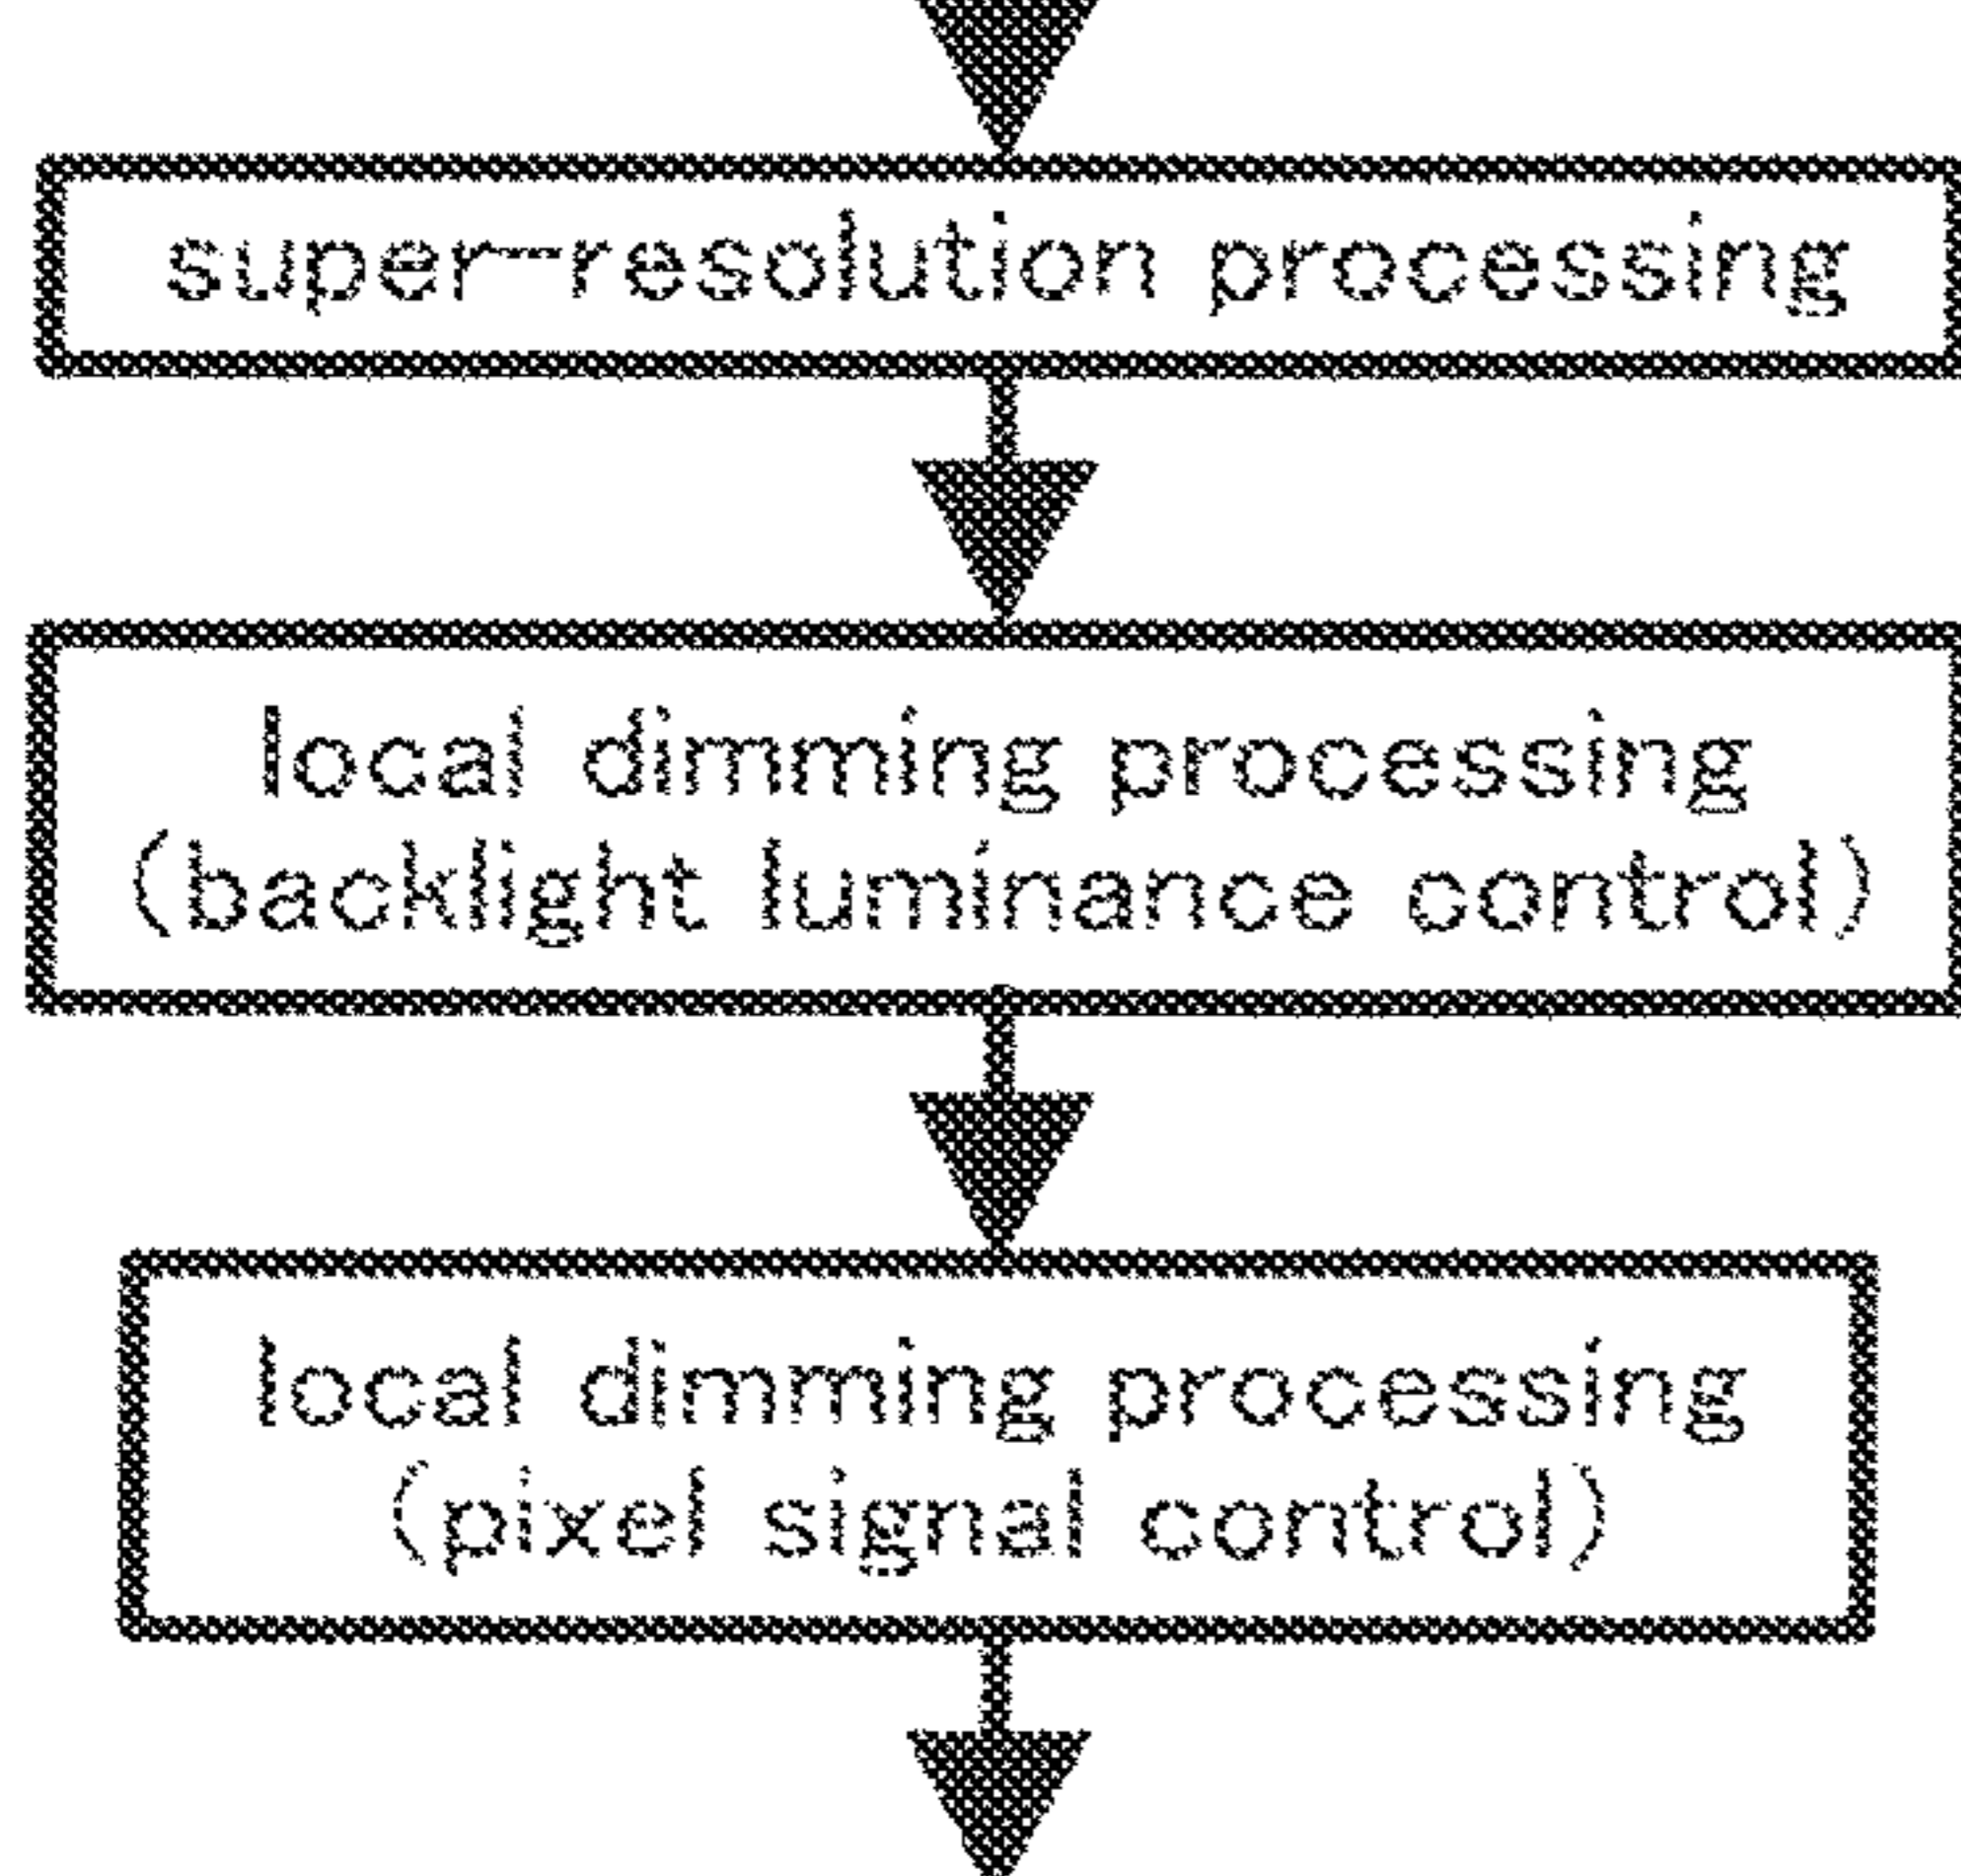 super-resolution processing
local dimming processing
(backlight luminance control)
local dimming processing
(pixel signal control)